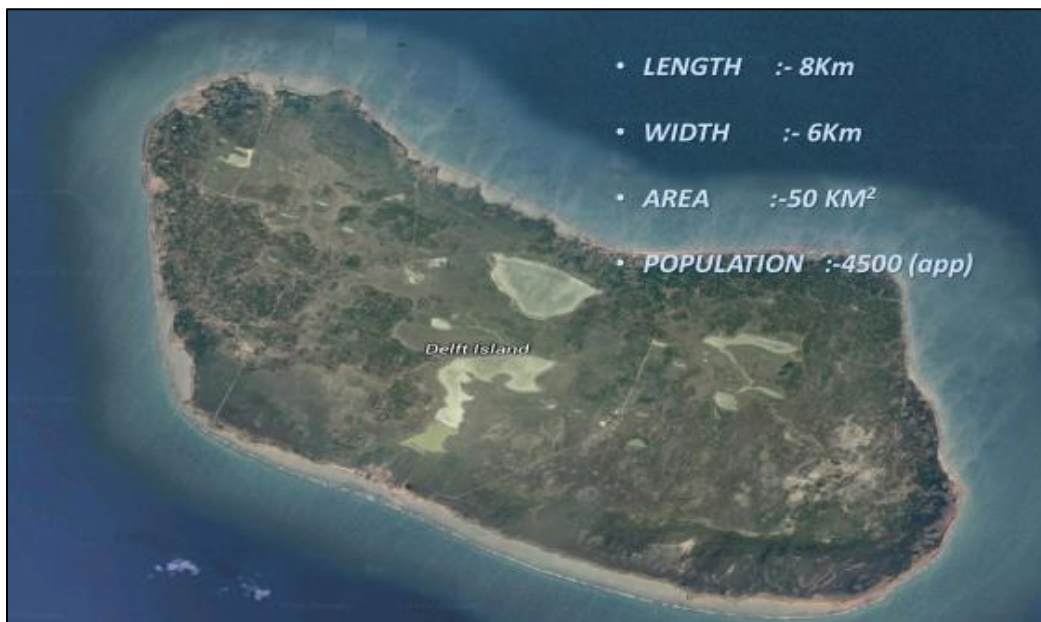 • LENGTH :- 8Km
• WIDTH :- 6Km
• AREA :-50 KM²
• POPULATION :-4500 (app)
Delft Island